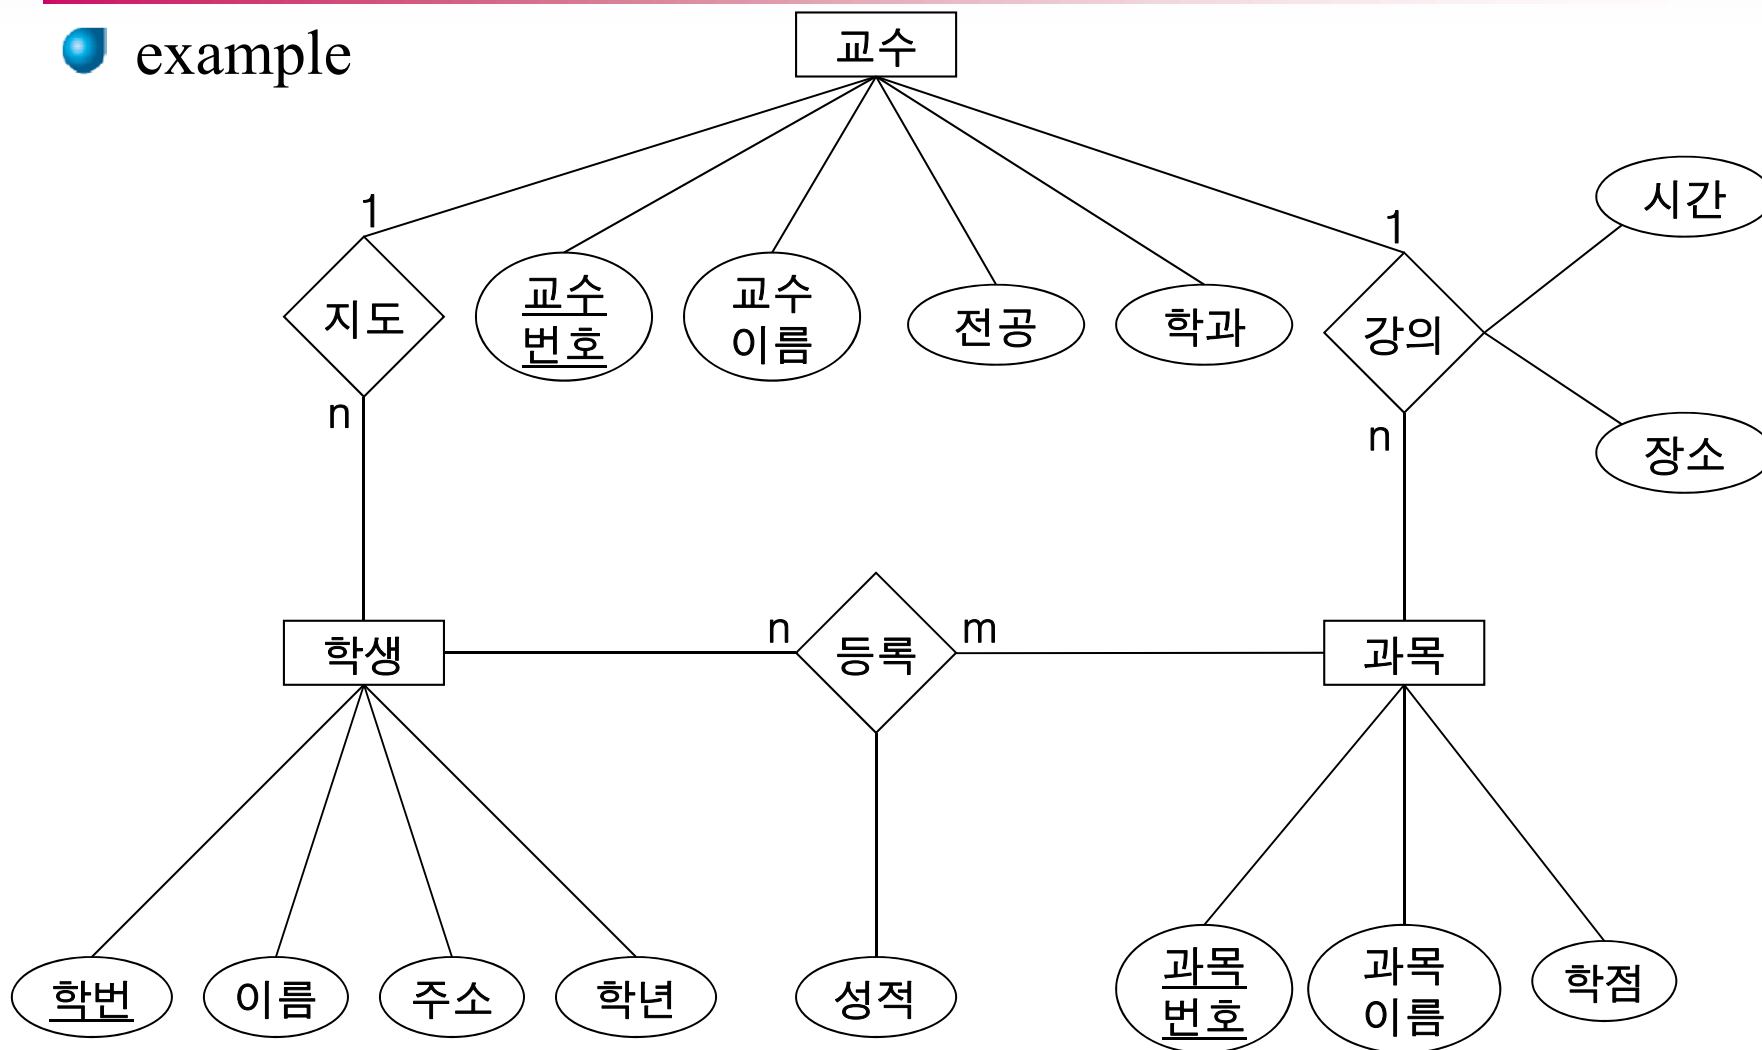 example
교수
시간
1
1
교수
번호
교수
이름
전공
학과
지도
강의
n
n
장소
학생
n
등록
m
과목
학번
이름
주소
학년
성적
과목
번호
과목
이름
학점